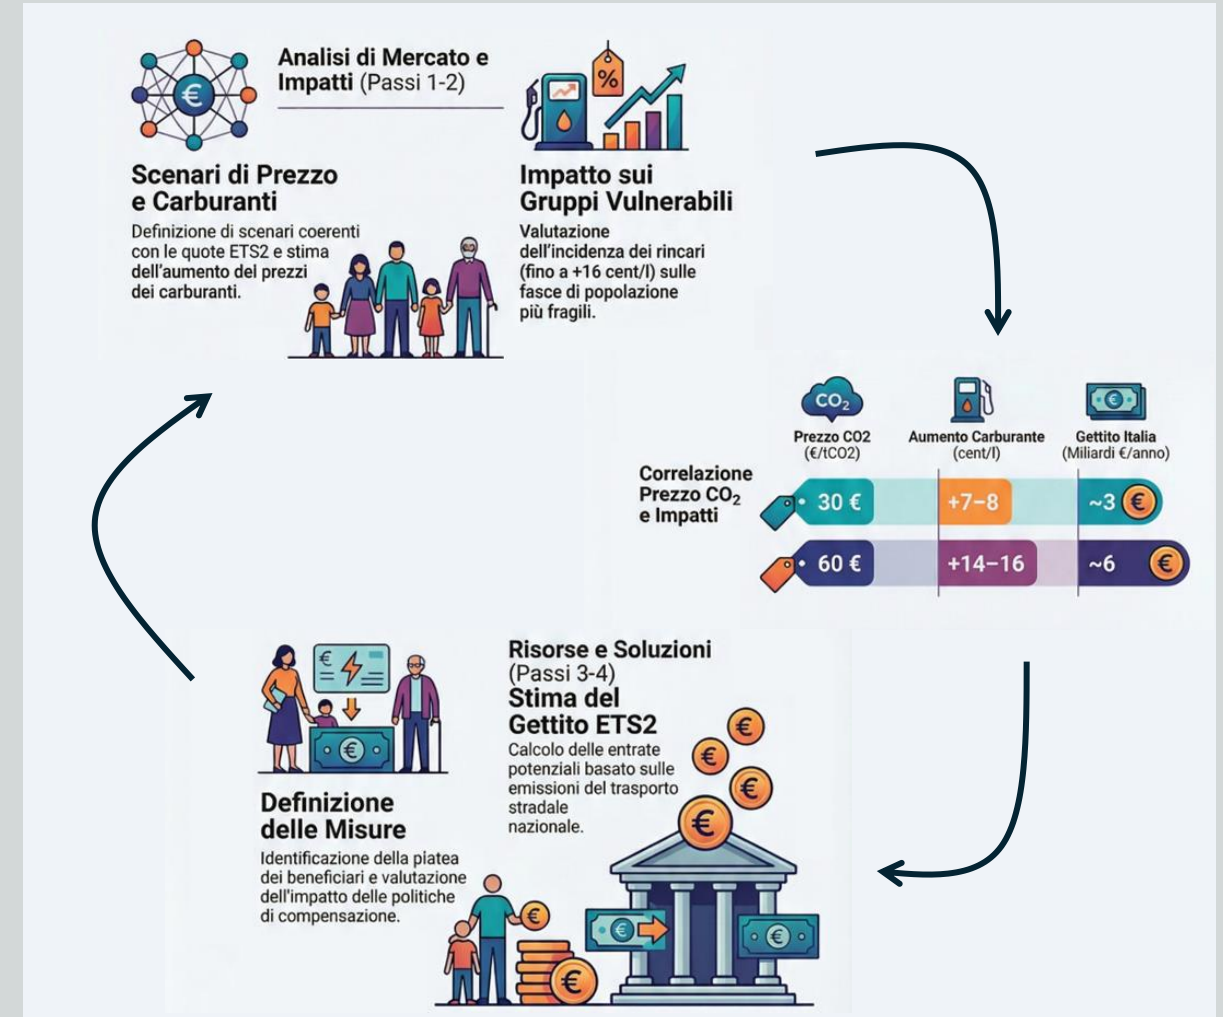 Analisi di Mercato e
Impatti (Passi 1-2)
€
%
Scenari di Prezzo
e Carburanti
Definizione di scenari coerenti
con le quote ETS2 e stima
dell'aumento del prezzi
dei carburanti.
Impatto sui
Gruppi Vulnerabili
Valutazione
dell'incidenza dei rincari
(fino a +16 cent/l) sulle
fasce di popolazione
più fragili.
CO₂
€
Prezzo CO2
(€/tCO2)
Aumento Carburante
(cent/l)
Gettito Italia
(Miliardi €/anno)
Correlazione
Prezzo CO₂
e Impatti
30 €
+7–8
~3
€
60 €
+14–16
~6
€
€
€
Definizione
delle Misure
Identificazione della platea
dei beneficiari e valutazione
dell'impatto delle politiche
di compensazione.
Risorse e Soluzioni
(Passi 3-4)
Stima del
Gettito ETS2
Calcolo delle entrate
potenziali basato sulle
emissioni del trasporto
stradale
nazionale.
€
€
€
€
€
€
€
€